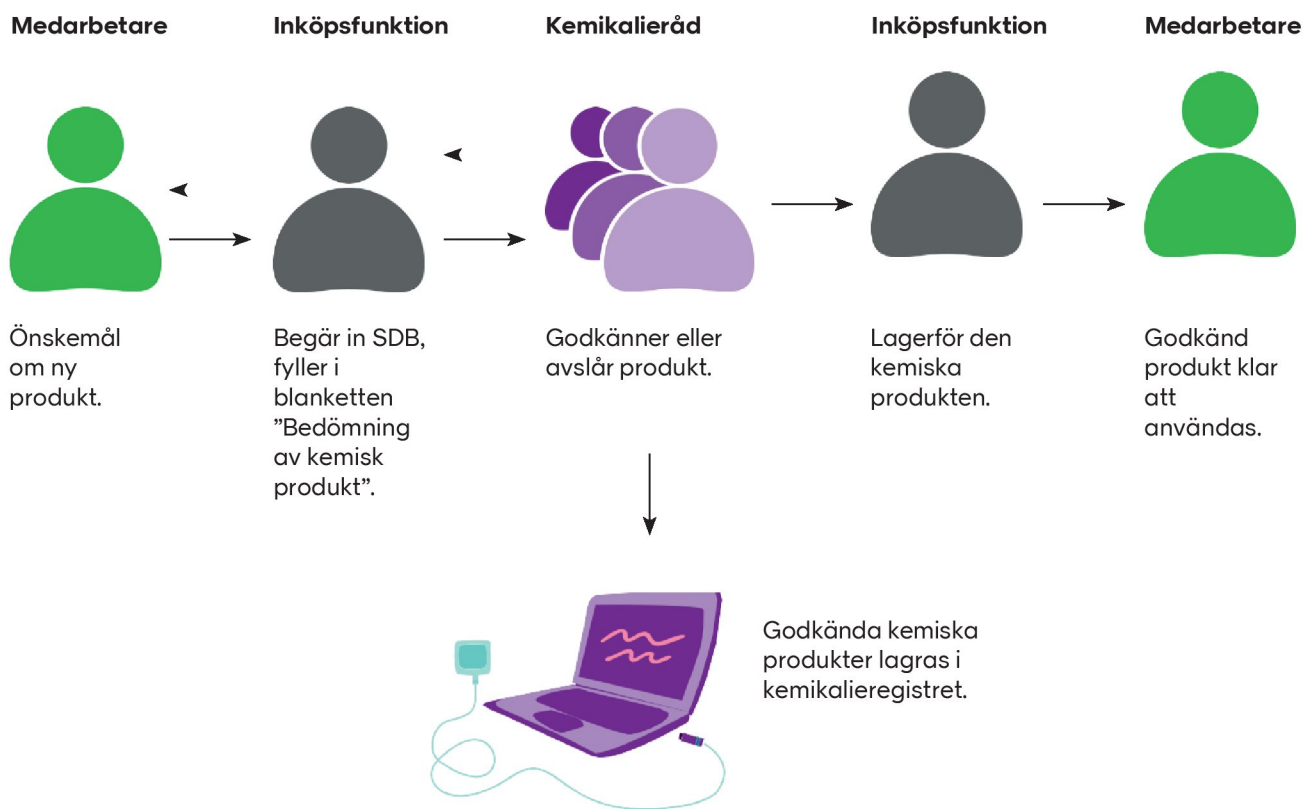 Medarbetare
Inköpsfunktion
Kemikalieråd
Inköpsfunktion
Medarbetare
Önskemål
om ny
produkt.
Begär in SDB,
fyller i
blanketten
”Bedömning
av kemisk
produkt”.
Godkänner eller
avslår produkt.
Lagerför den
kemiska
produkten.
Godkänd
produkt klar
att
användas.
Godkända kemiska
produkter lagras i
kemikalieregistret.